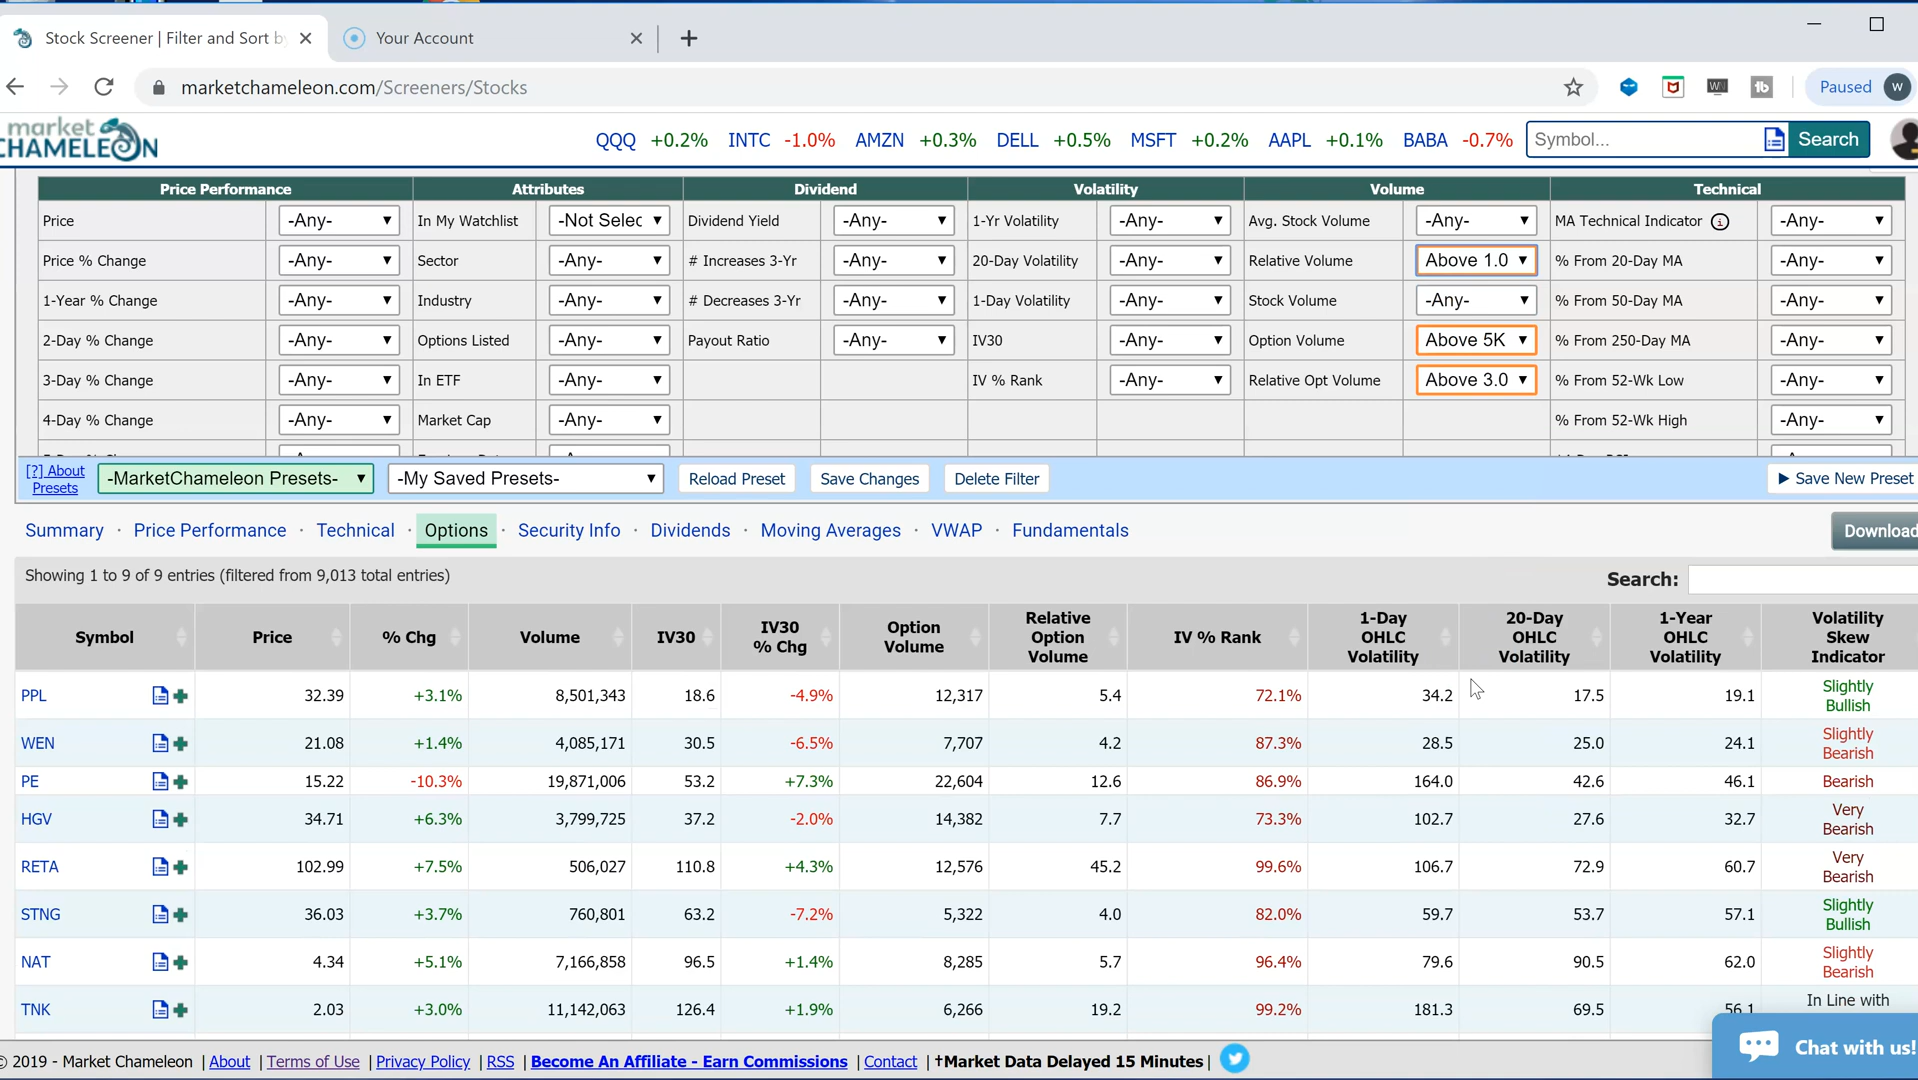 Stock Screener | Filter and Sort by
Your Account
marketchameleon.com/Screeners/Stocks
Paused
W
market
CHAMELEON
QQQ +0.2% INTC -1.0% AMZN +0.3% DELL +0.5% MSFT +0.2% AAPL +0.1% BABA -0.7%
Symbol...
Search
Price Performance Attributes Dividend Volatility Volume Technical
Price -Any- In My Watchlist -Not Selec Dividend Yield -Any- 1-Yr Volatility -Any- Avg. Stock Volume -Any- MA Technical Indicator -Any-
Price % Change -Any- Sector -Any- # Increases 3-Yr -Any- 20-Day Volatility -Any- Relative Volume Above 1.0 % From 20-Day MA -Any-
1-Year % Change -Any- Industry -Any- # Decreases 3-Yr -Any- 1-Day Volatility -Any- Stock Volume -Any- % From 50-Day MA -Any-
2-Day % Change -Any- Options Listed -Any- Payout Ratio -Any- IV30 -Any- Option Volume Above 5K % From 250-Day MA -Any-
3-Day % Change -Any- In ETF -Any- IV % Rank -Any- Relative Opt Volume Above 3.0 % From 52-Wk Low -Any-
4-Day % Change -Any- Market Cap -Any- % From 52-Wk High -Any-
[?] About
Presets
-MarketChameleon Presets- -My Saved Presets- Reload Preset Save Changes Delete Filter Save New Preset
Summary · Price Performance · Technical · Options · Security Info · Dividends · Moving Averages · VWAP · Fundamentals
Download
Showing 1 to 9 of 9 entries (filtered from 9,013 total entries)
Search:
Symbol Price % Chg Volume IV30 IV30 % Chg Option Volume Relative Option Volume IV % Rank 1-Day OHLC Volatility 20-Day OHLC Volatility 1-Year OHLC Volatility Volatility Skew Indicator
PPL 32.39 +3.1% 8,501,343 18.6 -4.9% 12,317 5.4 72.1% 34.2 17.5 19.1 Slightly Bullish
WEN 21.08 +1.4% 4,085,171 30.5 -6.5% 7,707 4.2 87.3% 28.5 25.0 24.1 Slightly Bearish
PE 15.22 -10.3% 19,871,006 53.2 +7.3% 22,604 12.6 86.9% 164.0 42.6 46.1 Bearish
HGV 34.71 +6.3% 3,799,725 37.2 -2.0% 14,382 7.7 73.3% 102.7 27.6 32.7 Very Bearish
RETA 102.99 +7.5% 506,027 110.8 +4.3% 12,576 45.2 99.6% 106.7 72.9 60.7 Very Bearish
STNG 36.03 +3.7% 760,801 63.2 -7.2% 5,322 4.0 82.0% 59.7 53.7 57.1 Slightly Bullish
NAT 4.34 +5.1% 7,166,858 96.5 +1.4% 8,285 5.7 96.4% 79.6 90.5 62.0 Slightly Bearish
TNK 2.03 +3.0% 11,142,063 126.4 +1.9% 6,266 19.2 99.2% 181.3 69.5 56.1 In Line with
© 2019 - Market Chameleon | About | Terms of Use | Privacy Policy | RSS | Become An Affiliate - Earn Commissions | Contact | †Market Data Delayed 15 Minutes |
Chat with us!